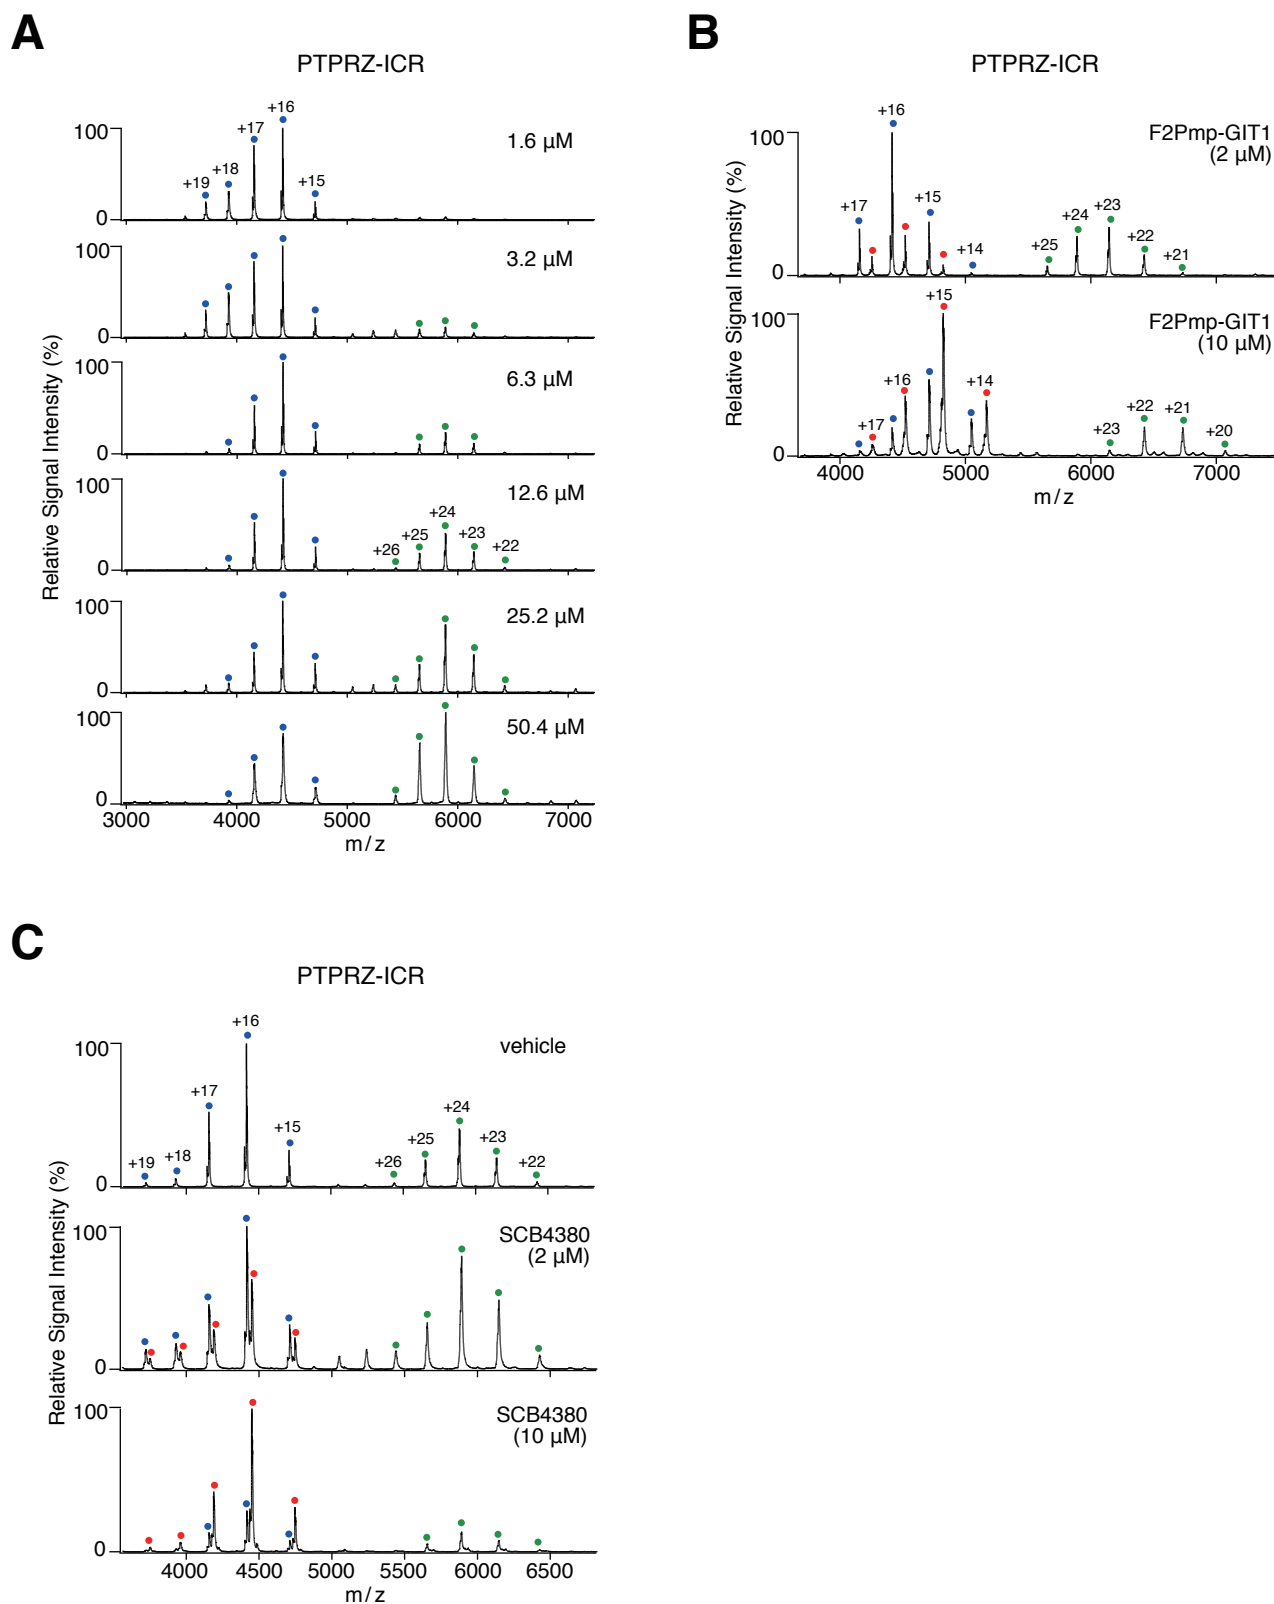 A
PTPRZ-ICR
Relative Signal Intensity (%)
100
0
+19
+18
+17
+16
+15
1.6 µM
100
0
3.2 µM
100
0
6.3 µM
100
0
+26
+25
+24
+23
+22
12.6 µM
100
0
25.2 µM
100
0
50.4 µM
3000 4000 5000 6000 7000
m / z
B
PTPRZ-ICR
Relative Signal Intensity (%)
100
0
+17
+16
+15
+14
+25
+24
+23
+22
+21
F2Pmp-GIT1
(2 µM)
100
0
+17
+16
+15
+14
+23
+22
+21
+20
F2Pmp-GIT1
(10 µM)
4000 5000 6000 7000
m / z
C
PTPRZ-ICR
Relative Signal Intensity (%)
100
0
+19
+18
+17
+16
+15
+26
+25
+24
+23
+22
vehicle
100
0
SCB4380
(2 µM)
100
0
SCB4380
(10 µM)
4000 4500 5000 5500 6000 6500
m / z